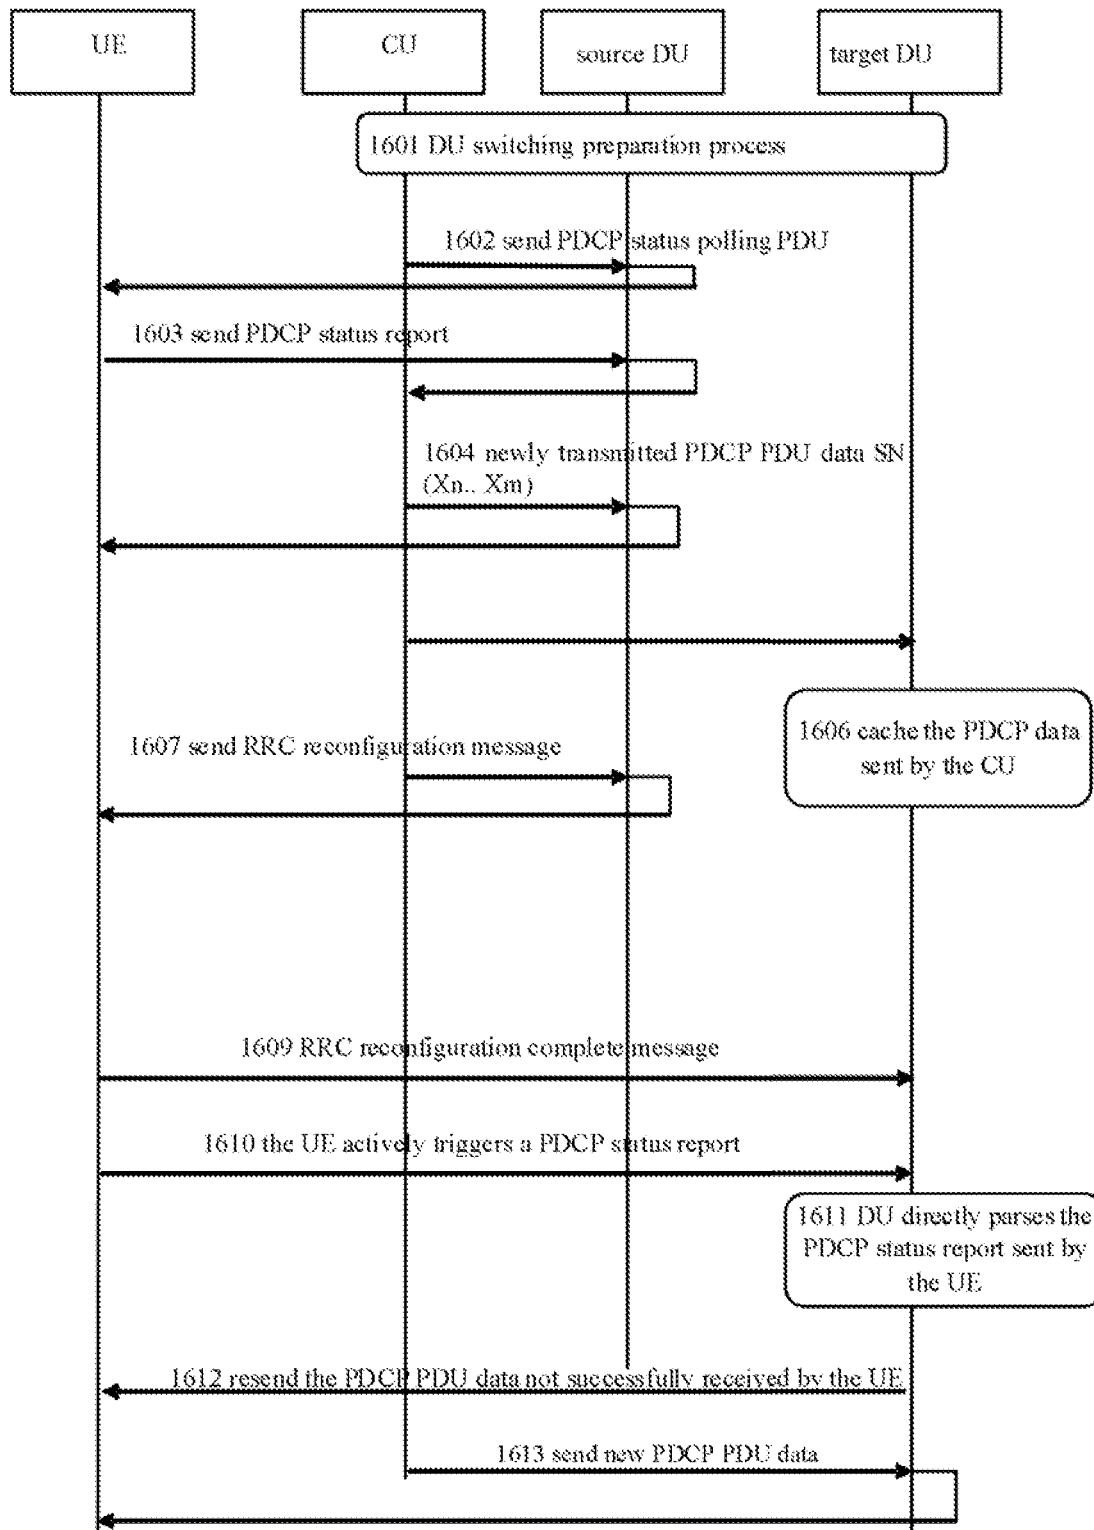 UE
CU
source DU
target DU
1601 DU switching preparation process
1602 send PDCP status polling PDU
1603 send PDCP status report
1604 newly transmitted PDCP PDU data SN
(Xn.. Xm)
1606 cache the PDCP data
sent by the CU
1607 send RRC reconfiguration message
1609 RRC reconfiguration complete message
1610 the UE actively triggers a PDCP status report
1611 DU directly parses the
PDCP status report sent by
the UE
1612 resend the PDCP PDU data not successfully received by the UE
1613 send new PDCP PDU data